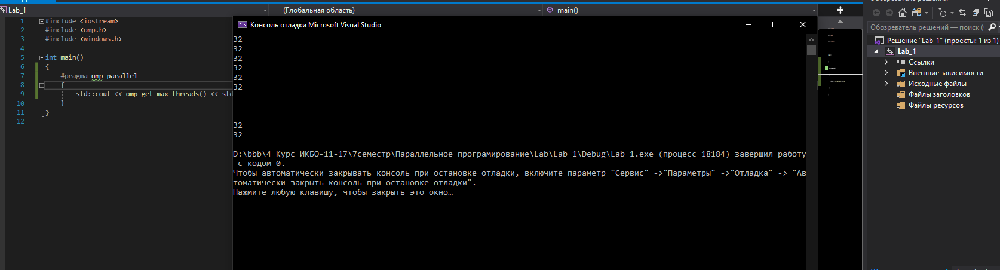 Lab_1
(Глобальная область)
main()
1 #include <iostream>
2 #include <omp.h>
3 #include <windows.h>
4
5 int main()
6 {
7 #pragma omp parallel
8 {
9 std::cout << omp_get_max_threads() << std
10 }
11 }
12
Консоль отладки Microsoft Visual Studio
32
32
32
32
32
32
32
32
D:\bbb\4 Курс ИКБО-11-17\7семестр\Параллельное програмирование\Lab\Lab_1\Debug\Lab_1.exe (процесс 18184) завершил работу
с кодом 0.
Чтобы автоматически закрывать консоль при остановке отладки, включите параметр "Сервис" ->"Параметры" ->"Отладка" -> "Ав
томатически закрыть консоль при остановке отладки".
Нажмите любую клавишу, чтобы закрыть это окно…
Обозреватель решений — поиск (
Решение "Lab_1" (проекты: 1 из 1)
Lab_1
Ссылки
Внешние зависимости
Исходные файлы
Файлы заголовков
Файлы ресурсов